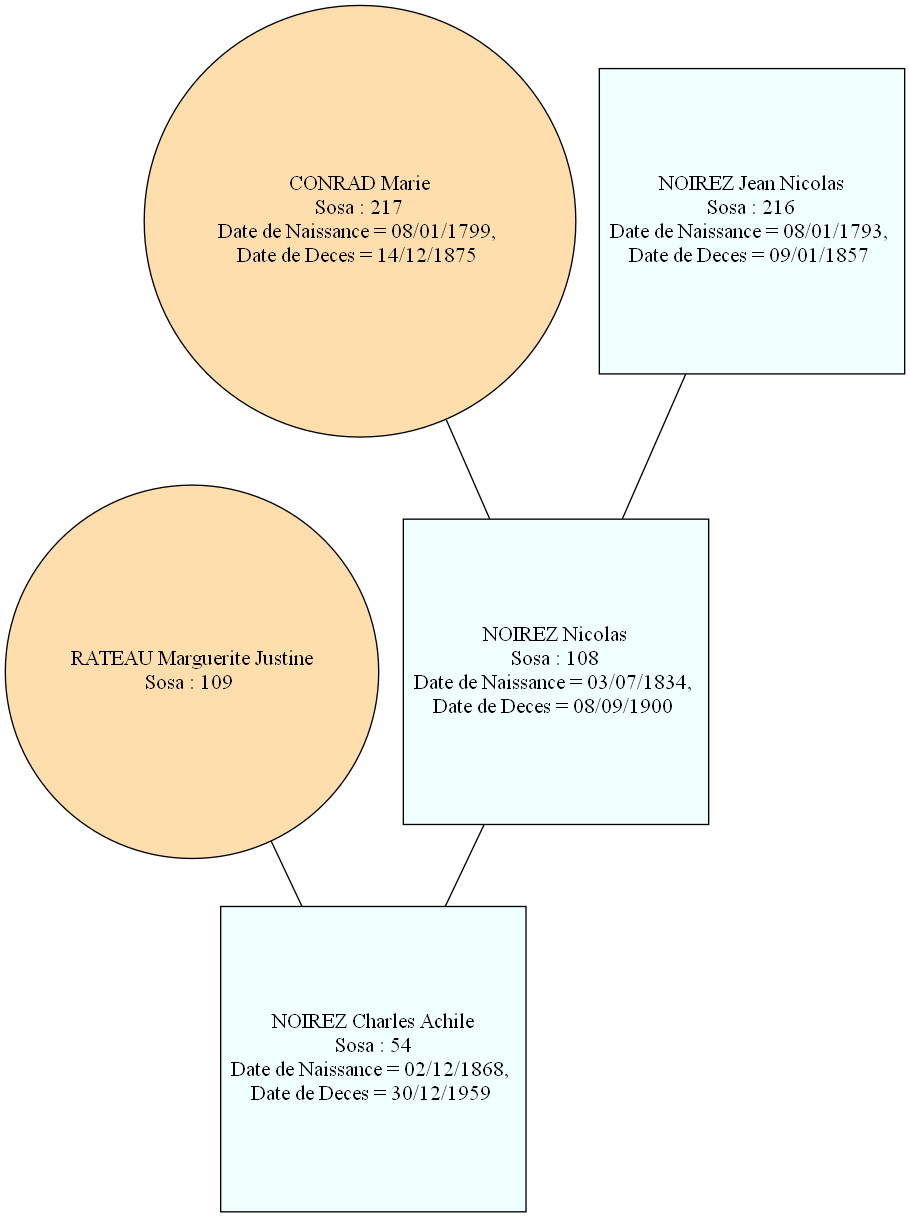 CONRAD Marie
Sosa : 217
Date de Naissance = 08/01/1799,
Date de Deces = 14/12/1875
NOIREZ Jean Nicolas
Sosa : 216
Date de Naissance = 08/01/1793,
Date de Deces = 09/01/1857
RATEAU Marguerite Justine
Sosa : 109
NOIREZ Nicolas
Sosa : 108
Date de Naissance = 03/07/1834,
Date de Deces = 08/09/1900
NOIREZ Charles Achile
Sosa : 54
Date de Naissance = 02/12/1868,
Date de Deces = 30/12/1959